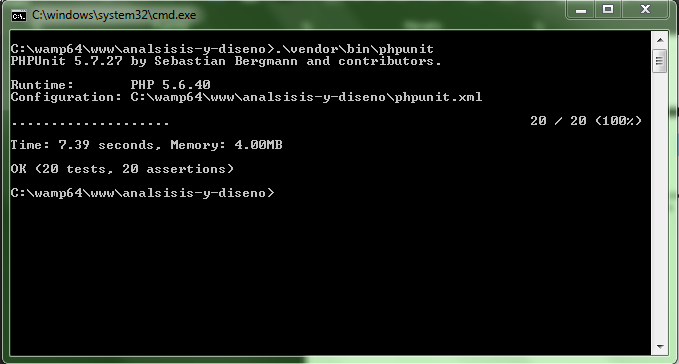 C:\windows\system32\cmd.exe
C:\wamp64\www\analsisis-y-diseno>.\vendor\bin\phpunit
PHPUnit 5.7.27 by Sebastian Bergmann and contributors.
Runtime:       PHP 5.6.40
Configuration: C:\wamp64\www\analsisis-y-diseno\phpunit.xml
....................                                              20 / 20 (100%)
Time: 7.39 seconds, Memory: 4.00MB
OK (20 tests, 20 assertions)
C:\wamp64\www\analsisis-y-diseno>